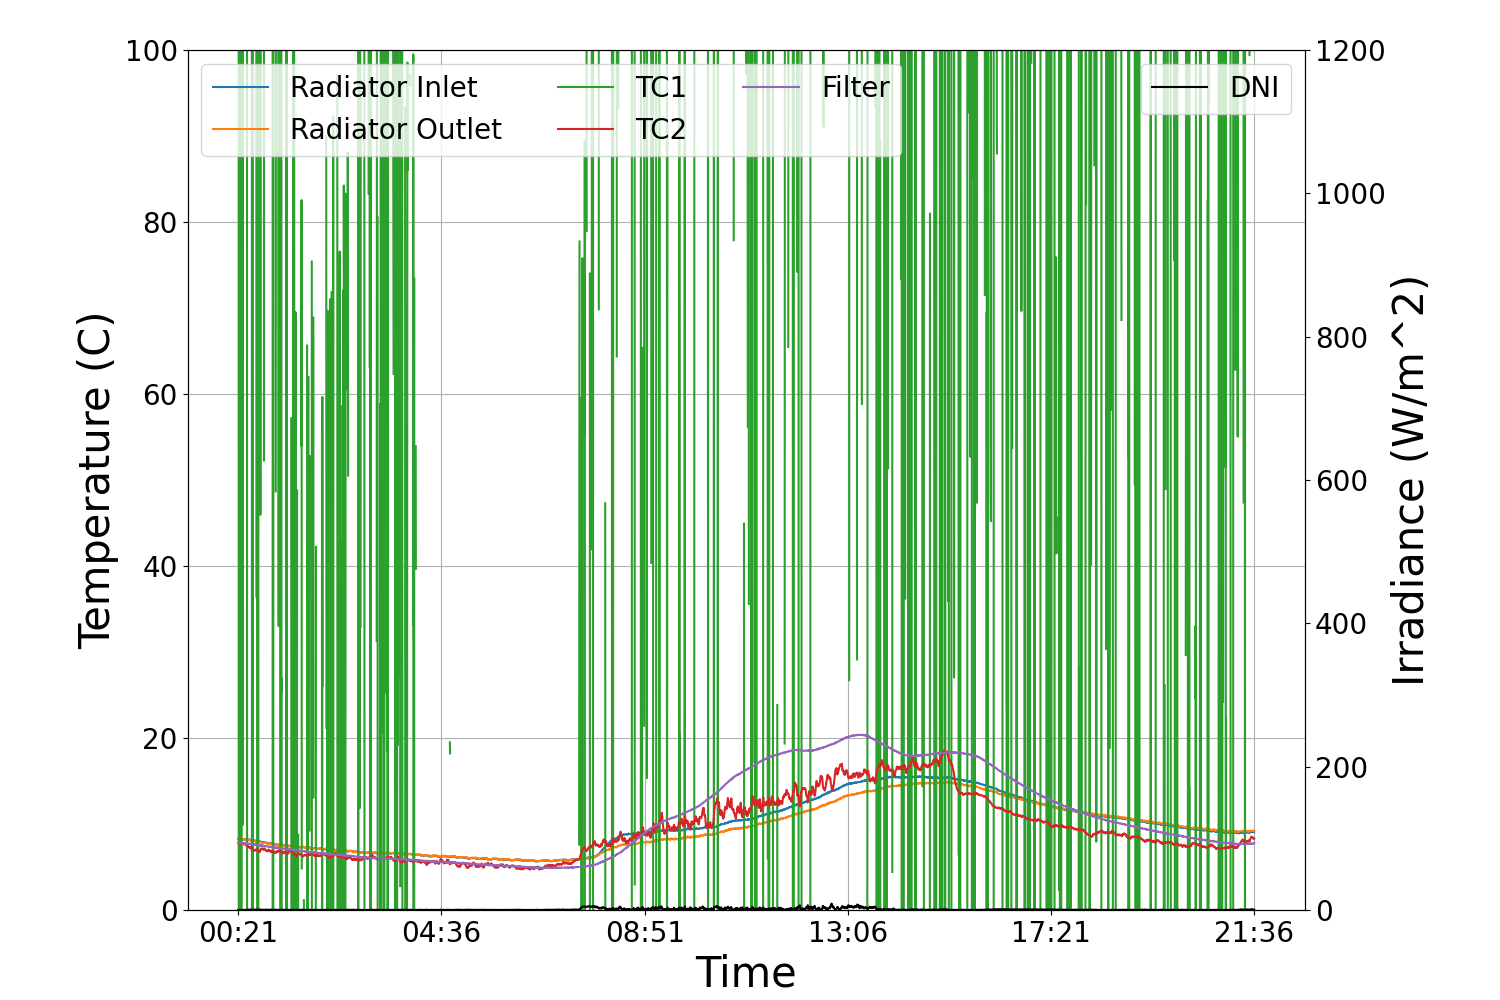 Radiator Inlet
Radiator Outlet
TC1
TC2
Filter
DNI
100
80
60
40
20
0
Temperature (C)
1200
1000
800
600
400
200
0
Irradiance (W/m^2)
00:21
04:36
08:51
13:06
17:21
21:36
Time